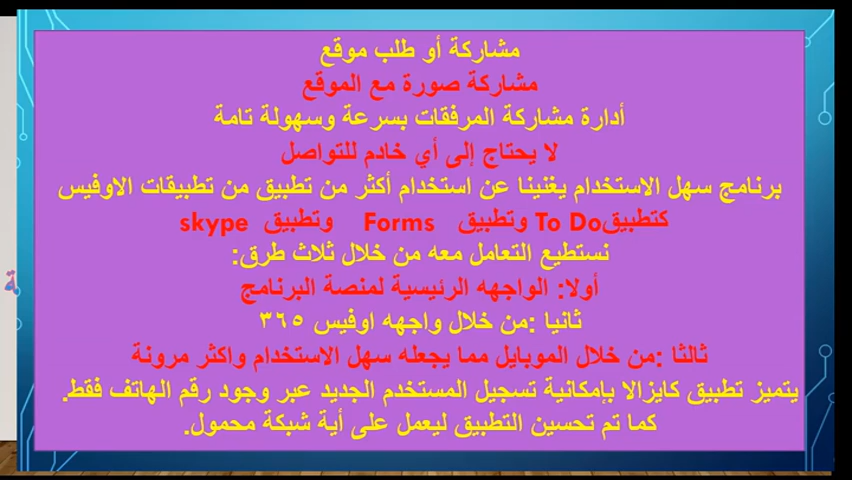 مشاركة أو طلب موقع
مشاركة صورة مع الموقع
أدارة مشاركة المرفقات بسرعة وسهولة تامة
لا يحتاج إلى أي خادم للتواصل
برنامج سهل الاستخدام يغنينا عن استخدام أكثر من تطبيق من تطبيقات الاوفيس
كتطبيقTo Do وتطبيق Forms وتطبيق skype
نستطيع التعامل معه من خلال ثلاث طرق:
أولا: الواجهه الرئيسية لمنصة البرنامج
ثانيا :من خلال واجهه اوفيس ٣٦٥
ثالثا :من خلال الموبايل مما يجعله سهل الاستخدام واكثر مرونة
يتميز تطبيق كايزالا بإمكانية تسجيل المستخدم الجديد عبر وجود رقم الهاتف فقط.
كما تم تحسين التطبيق ليعمل على أية شبكة محمول.